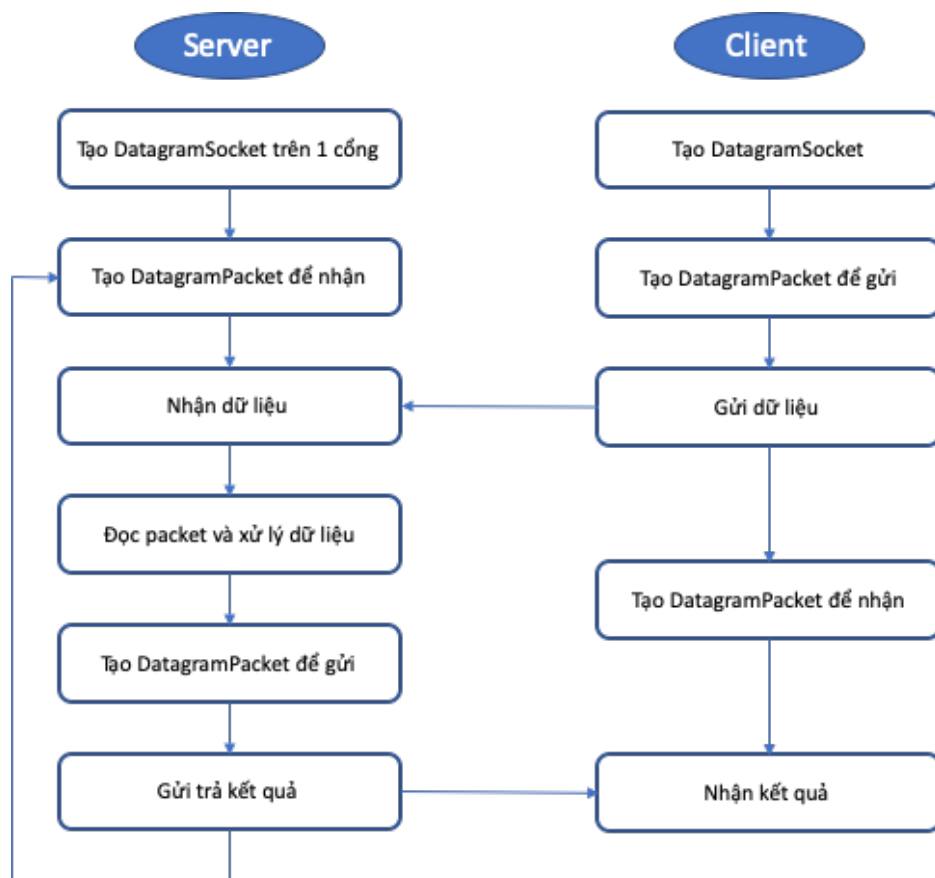 Server
Client
Tạo DatagramSocket trên 1 cổng
Tạo DatagramSocket
Tạo DatagramPacket để nhận
Tạo DatagramPacket để gửi
Nhận dữ liệu
Gửi dữ liệu
Đọc packet và xử lý dữ liệu
Tạo DatagramPacket để nhận
Tạo DatagramPacket để gửi
Gửi trả kết quả
Nhận kết quả